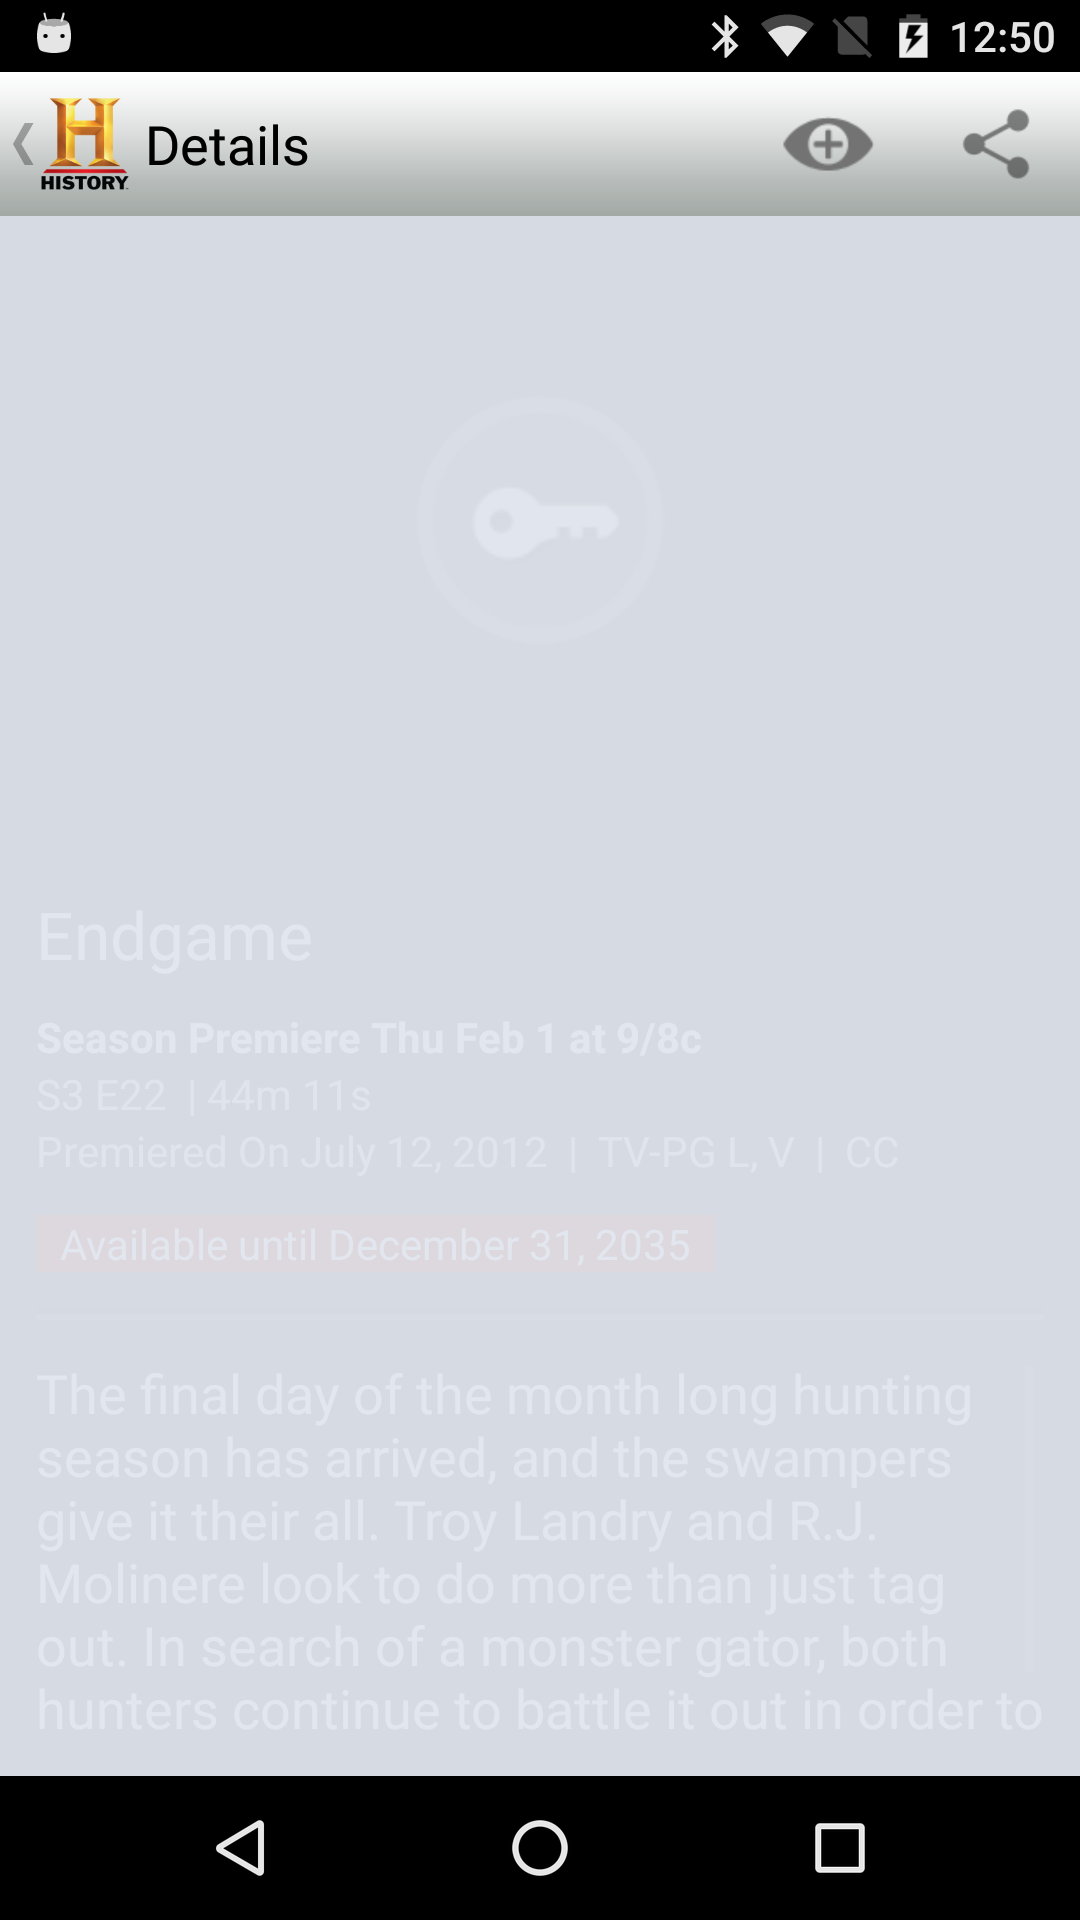 12:50
H
HISTORY
Details
Endgame
Season Premiere Thu Feb 1 at 9/8c
S3 E22 | 44m 11s
Premiered On July 12, 2012 | TV-PG L, V | CC
Available until December 31, 2035
The final day of the month long hunting
season has arrived, and the swampers
give it their all. Troy Landry and R.J.
Molinere look to do more than just tag
out. In search of a monster gator, both
hunters continue to battle it out in order to